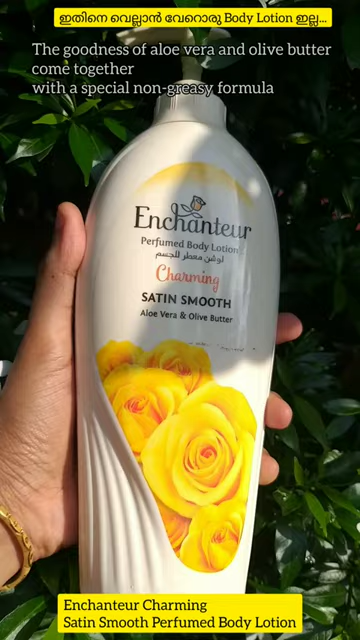 ഇതിനെ വെല്ലാൻ വേറൊരു Body Lotion ഇല്ല...
The goodness of aloe vera and olive butter
come together
with a special non-greasy formula
Enchanteur
Perfumed Body Lotion
لوشن معطر للجسم
Charming
SATIN SMOOTH
Aloe Vera & Olive Butter
Enchanteur Charming
Satin Smooth Perfumed Body Lotion